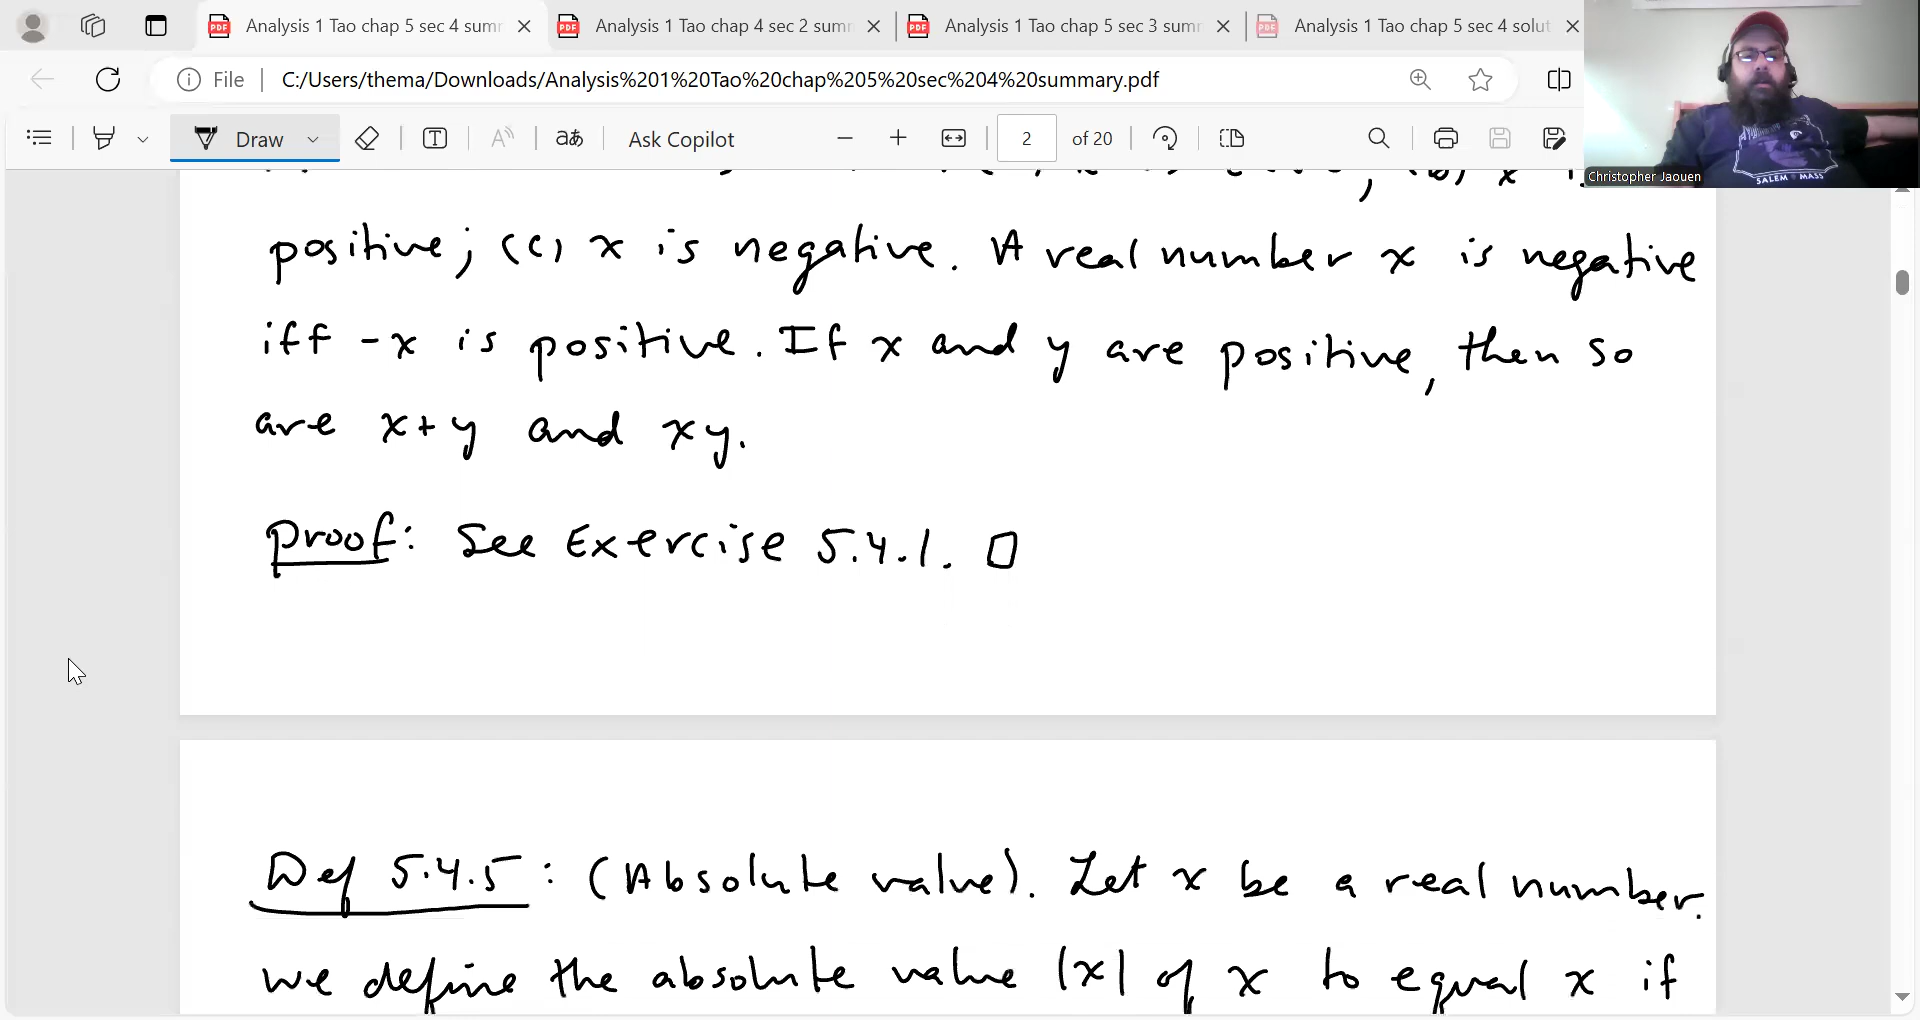 Analysis 1 Tao chap 5 sec 4 sumr
Analysis 1 Tao chap 4 sec 2 sumn
Analysis 1 Tao chap 5 sec 3 sumr
Analysis 1 Tao chap 5 sec 4 solut
File C:/Users/thema/Downloads/Analysis%201%20Tao%20chap%205%20sec%204%20summary.pdf
Draw T A aあ Ask Copilot 2 of 20
Christopher Jaouen
SALEM MASS
positive; (c) x is negative. A real number x is negative
iff -x is positive. If x and y are positive, then so
are x+y and xy.
Proof: See Exercise 5.4.1. □
Def 5.4.5: (Absolute value). Let x be a real number.
we define the absolute value |x| of x to equal x if